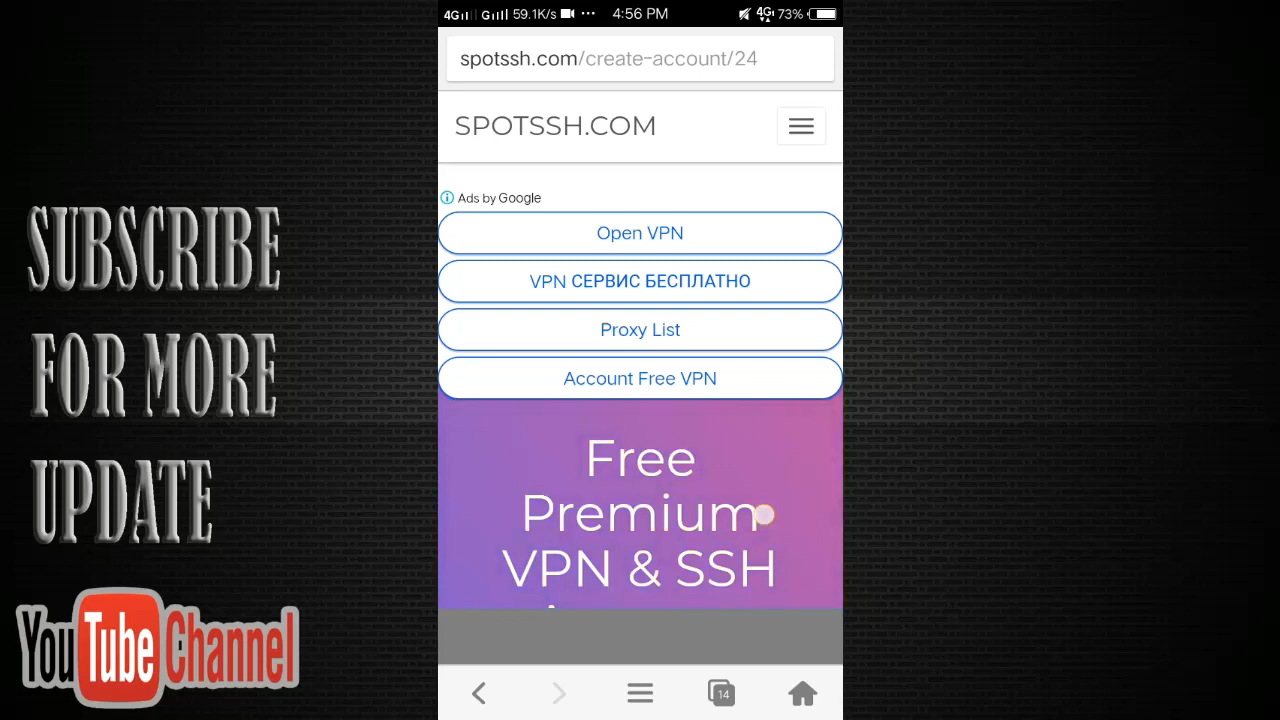 SUBSCRIBE
FOR MORE
UPDATE
YouTube Channel
4G G 59.1K/s ··· 4:56 PM 4G 73%
spotssh.com/create-account/24
SPOTSSH.COM
Ads by Google
Open VPN
VPN СЕРВИС БЕСПЛАТНО
Proxy List
Account Free VPN
Free
Premium
VPN & SSH
14